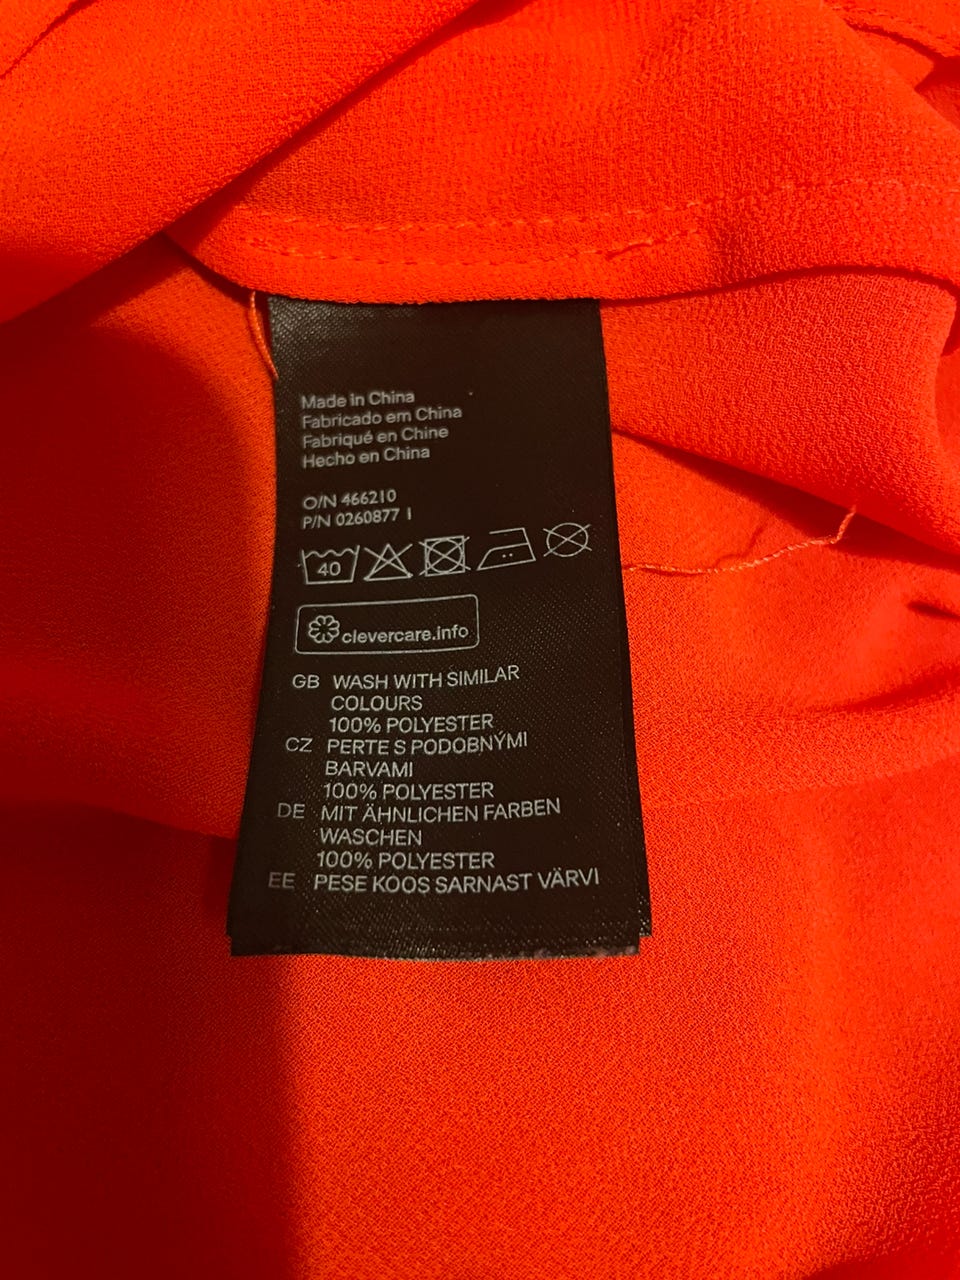 Made in China
Fabricado em China
Fabriqué en Chine
Hecho en China
O/N 466210
P/N 0260877 1
40
clevercare.info
GB WASH WITH SIMILAR
COLOURS
100% POLYESTER
CZ PERTE S PODOBNÝMI
BARVAMI
100% POLYESTER
DE MIT ÄHNLICHEN FARBEN
WASCHEN
100% POLYESTER
EE PESE KOOS SARNAST VÄRVI